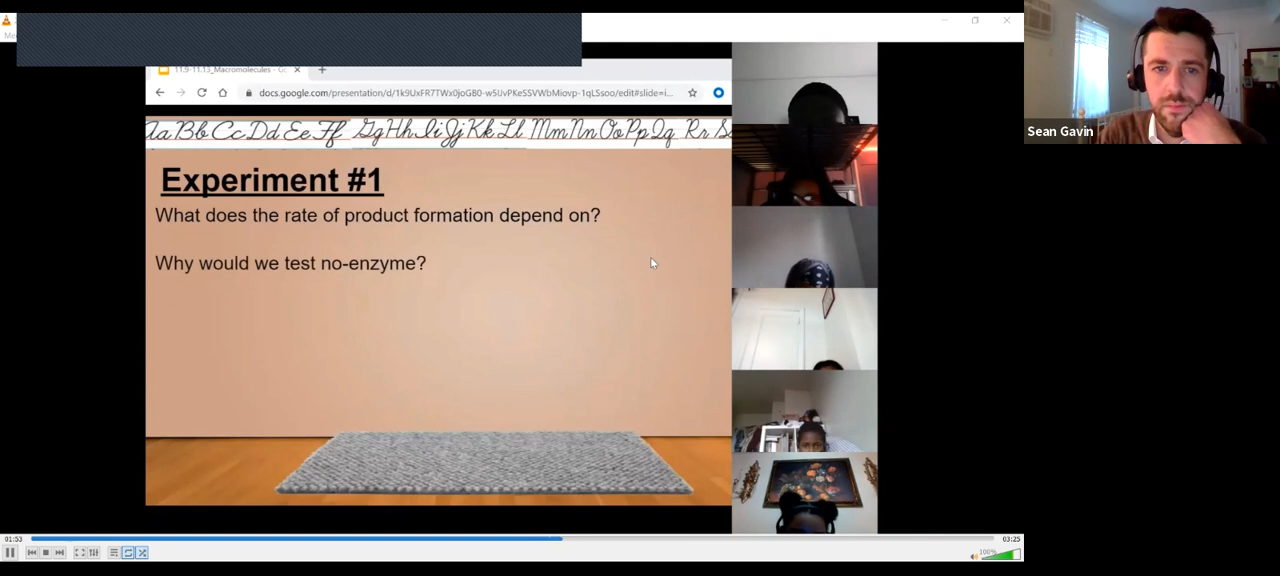 11.9-11.13_Macromolecules - Go
docs.google.com/presentation/d/1k9UxFR7TWx0joGB0-w5UvPKeSSVWbMiovp-1qLSsoo/edit#slide=i...
Aa Bb Cc Dd Ee Ff Gg Hh Ii Jj Kk Ll Mm Nn Oo Pp Qq Rr
Sean Gavin
Experiment #1
What does the rate of product formation depend on?
Why would we test no-enzyme?
01:53
03:25
100%